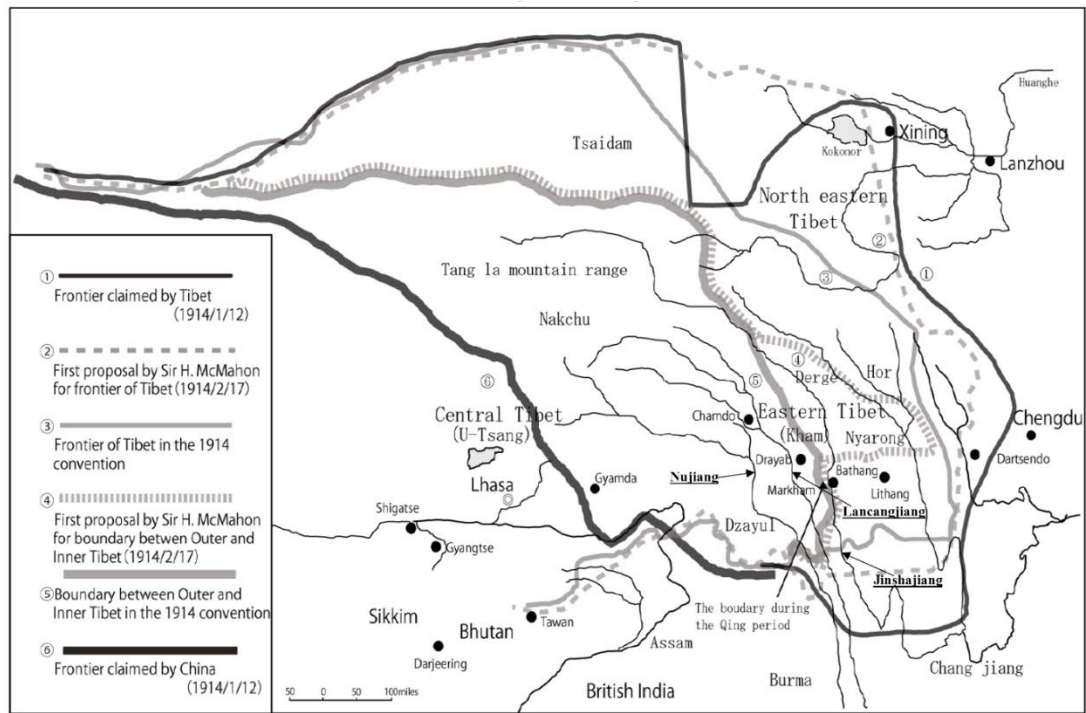 Huanghe
Tsaidam
Kokonor
Xining
Lanzhou
North eastern
Tibet
②
①
③
Tang la mountain range
Nakchu
④
Derge
Hor
⑤
⑥
Central Tibet
(U-Tsang)
Chamdo
Eastern Tibet
(Kham)
Nyarong
Chengdu
Drayab
Bathang
Dartsendo
Nujiang
Markham
Lithang
Lhasa
Gyamda
Lancangjiang
Shigatse
Gyangtse
Dzayul
Jinshajiang
The boudary during
the Qing period
Sikkim
Bhutan
Tawan
Assam
Chang jiang
Darjeering
British India
Burma
50 0 50 100miles
①
Frontier claimed by Tibet
(1914/1/12)
②
First proposal by Sir H. McMahon
for frontier of Tibet (1914/2/17)
③
Frontier of Tibet in the 1914
convention
④
First proposal by Sir H. McMahon
for boundary betwen Outer and
Inner Tibet (1914/2/17)
⑤Boundary between Outer and
Inner Tibet in the 1914 convention
⑥
Frontier claimed by China
(1914/1/12)